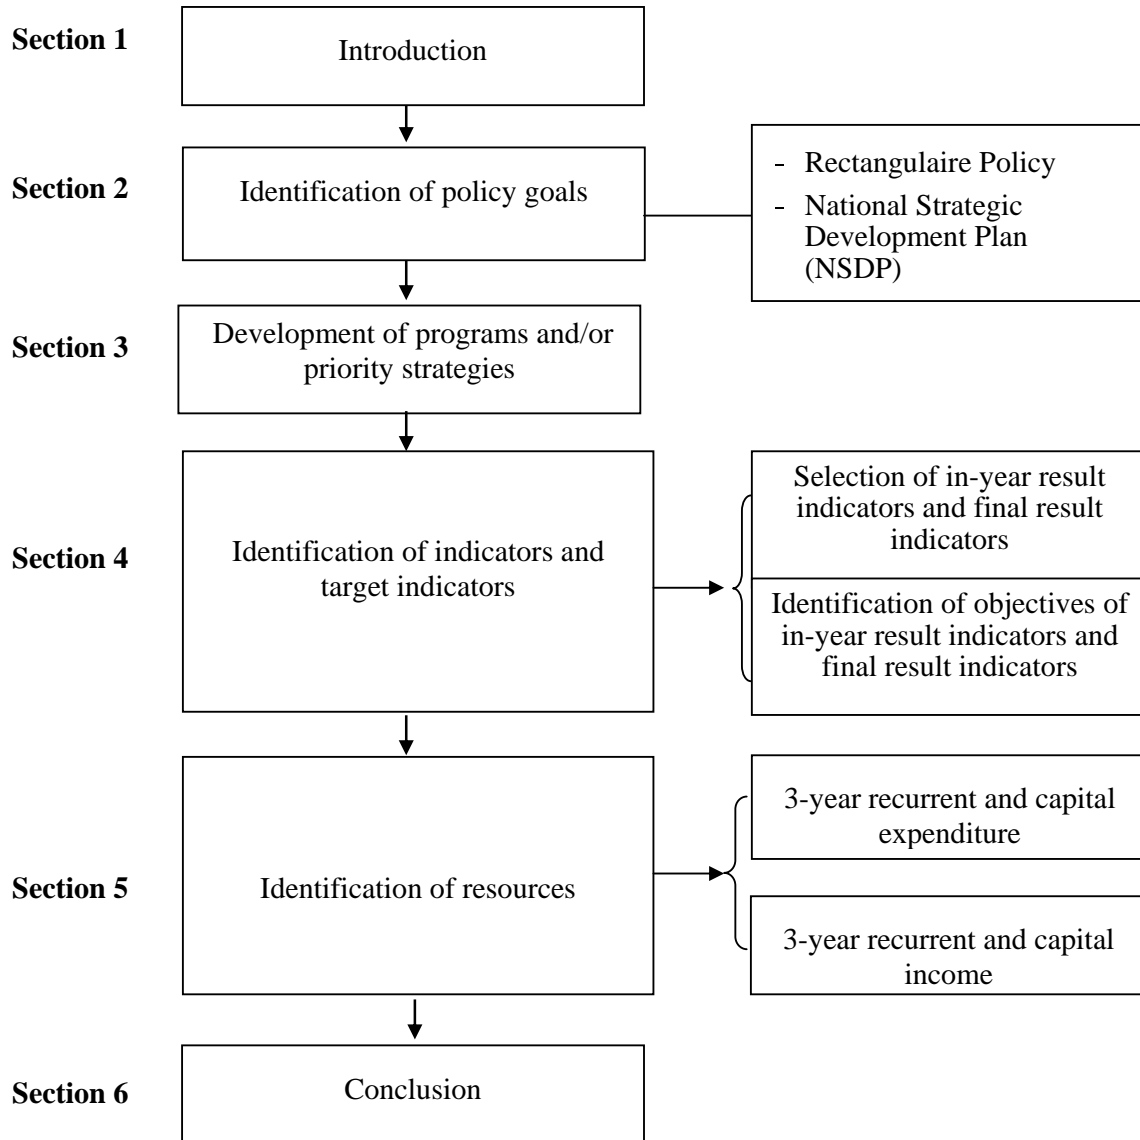 Section 1
Introduction
Section 2
Identification of policy goals
- Rectangulaire Policy
- National Strategic
Development Plan
(NSDP)
Section 3
Development of programs and/or
priority strategies
Section 4
Identification of indicators and
target indicators
Selection of in-year result
indicators and final result
indicators
Identification of objectives of
in-year result indicators and
final result indicators
Section 5
Identification of resources
3-year recurrent and capital
expenditure
3-year recurrent and capital
income
Section 6
Conclusion